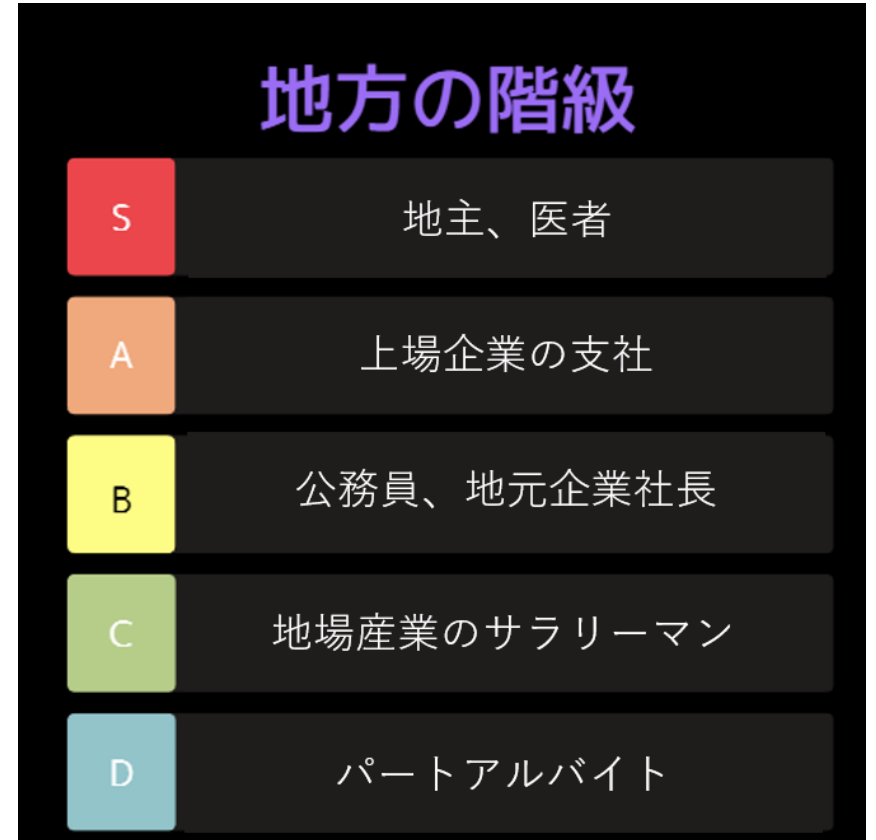 地方の階級
S
地主、医者
A
上場企業の支社
B
公務員、地元企業社長
C
地場産業のサラリーマン
D
パートアルバイト